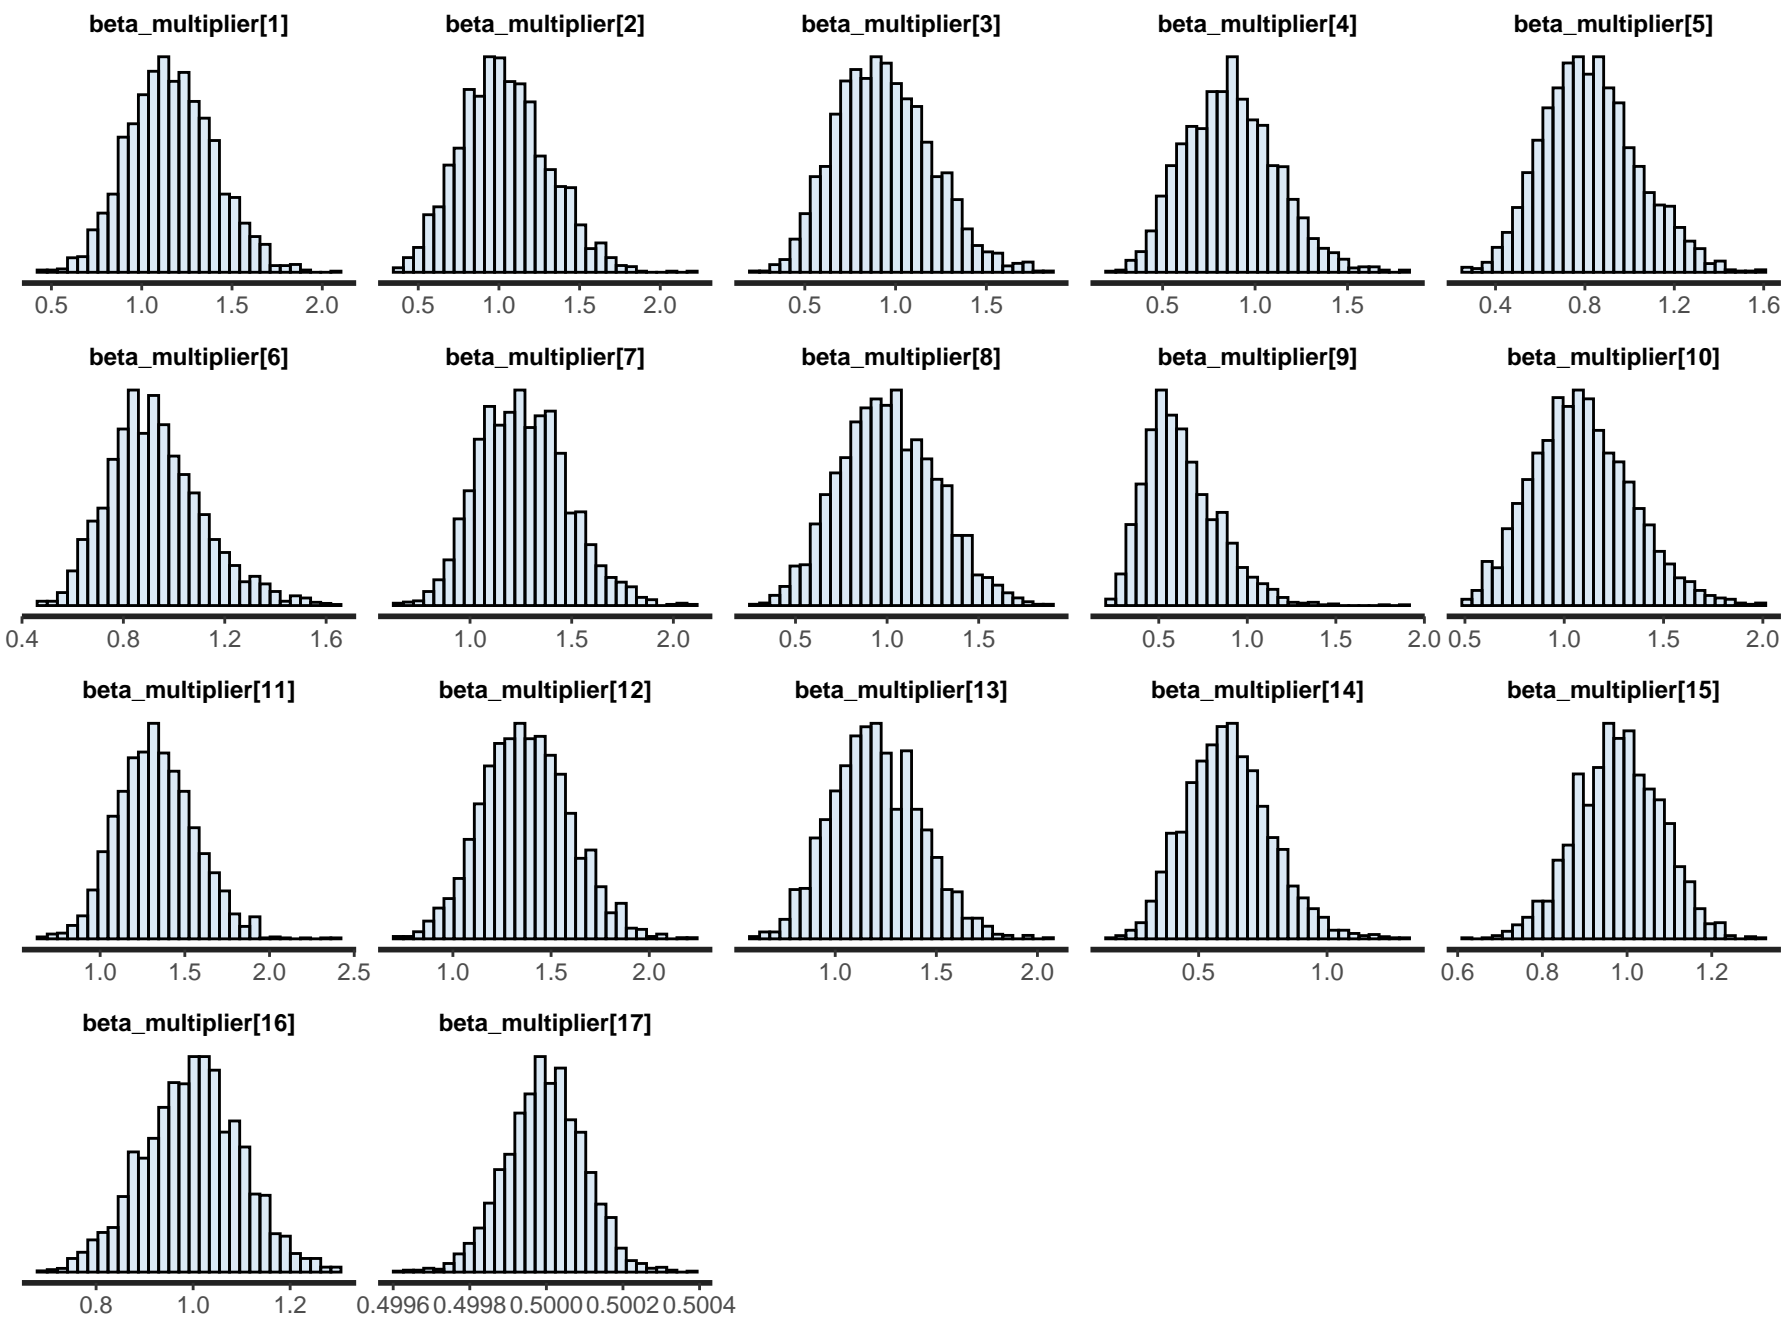 beta_multiplier[1] beta_multiplier[2] beta_multiplier[3] beta_multiplier[4] beta_multiplier[5]
0.5 1.0 1.5 2.0 0.5 1.0 1.5 2.0 0.5 1.0 1.5 0.5 1.0 1.5 0.4 0.8 1.2 1.6
beta_multiplier[6] beta_multiplier[7] beta_multiplier[8] beta_multiplier[9] beta_multiplier[10]
0.4 0.8 1.2 1.6 1.0 1.5 2.0 0.5 1.0 1.5 0.5 1.0 1.5 2.0 0.5 1.0 1.5 2.0
beta_multiplier[11] beta_multiplier[12] beta_multiplier[13] beta_multiplier[14] beta_multiplier[15]
1.0 1.5 2.0 2.5 1.0 1.5 2.0 1.0 1.5 2.0 0.5 1.0 0.6 0.8 1.0 1.2
beta_multiplier[16] beta_multiplier[17]
0.8 1.0 1.2 0.4996 0.4998 0.5000 0.5002 0.5004